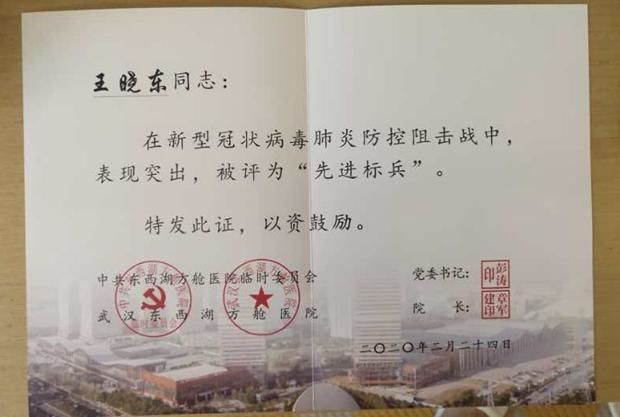 王晓东同志：
在新型冠状病毒肺炎防控阻击战中，
表现突出，被评为“先进标兵”。
特发此证，以资鼓励。
中共东西湖方舱医院临时委员会
武汉东西湖方舱医院
党委书记：
彭涛印
院长：
章军建印
二〇二〇年二月二十四日